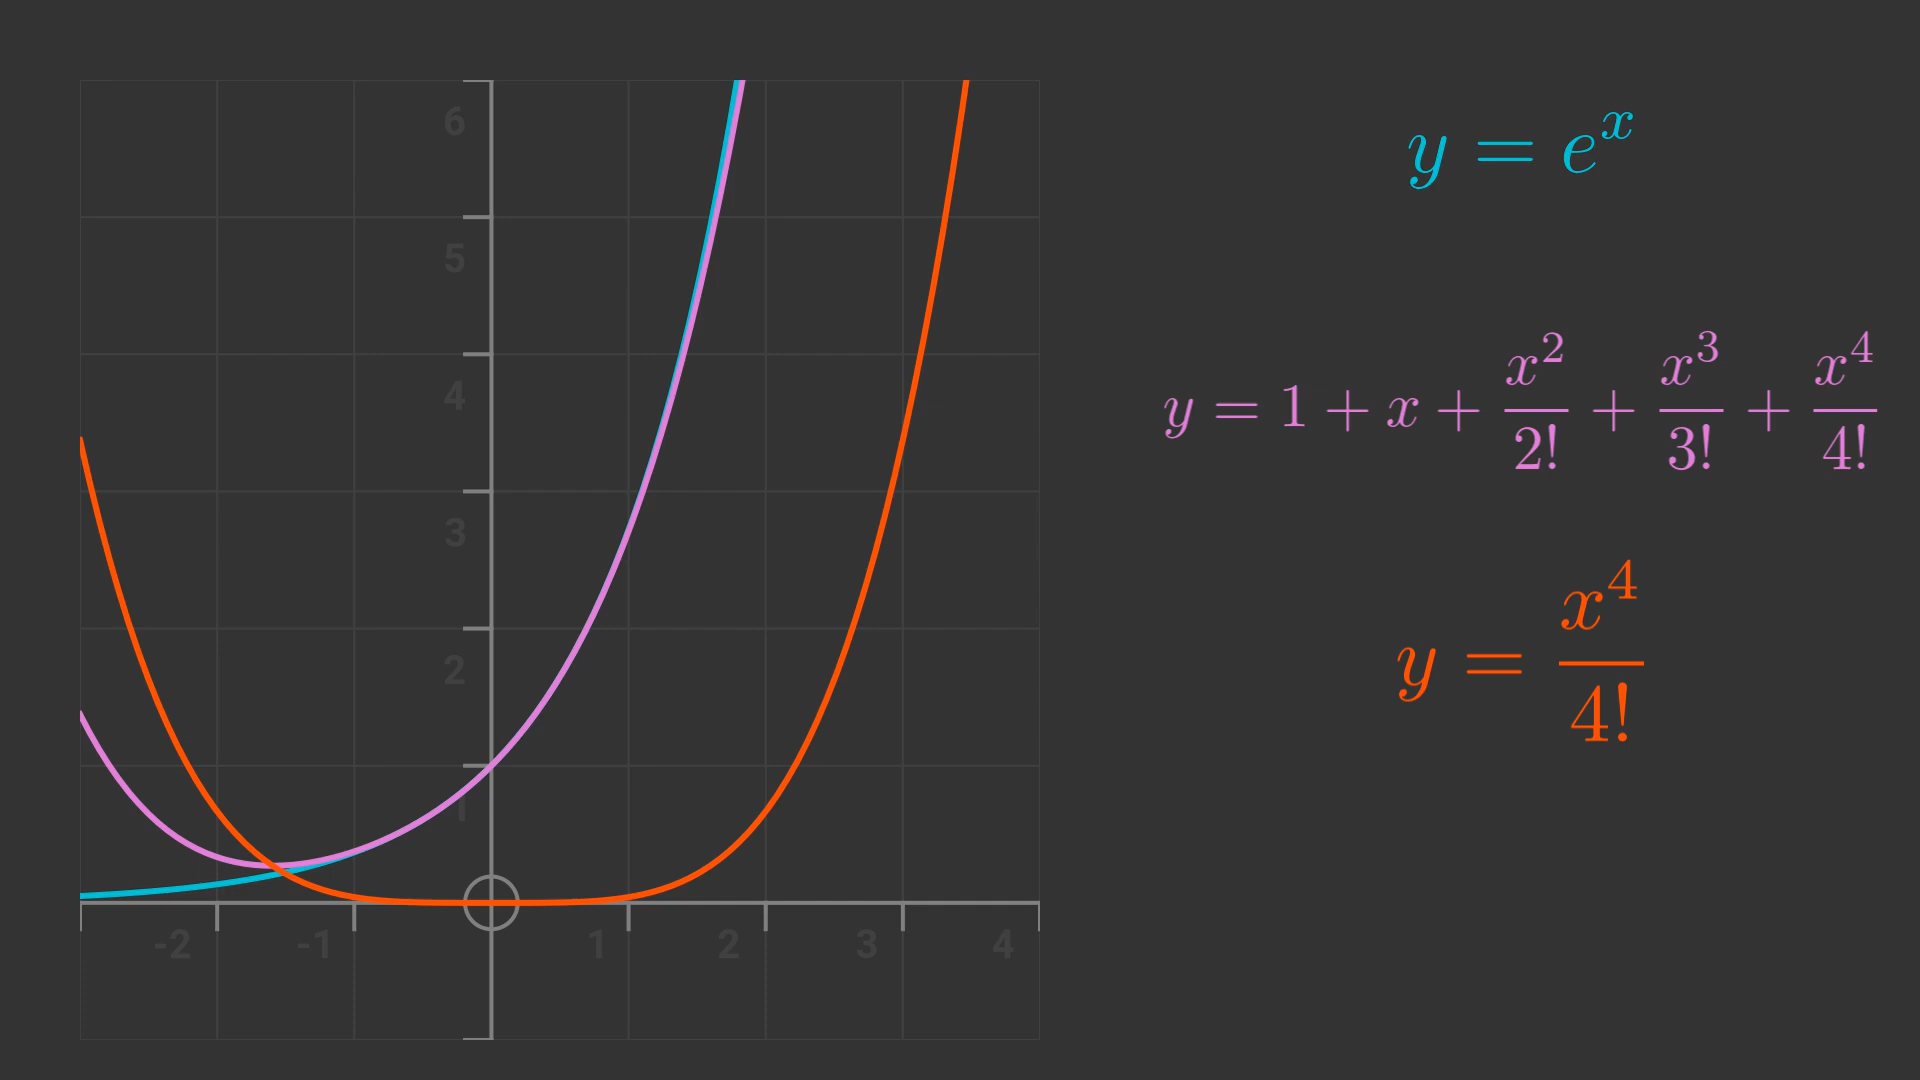 6
5
4
3
2
1
-2 -1 1 2 3 4
y = e^x
y = 1 + x + x^2/2! + x^3/3! + x^4/4!
y = x^4/4!